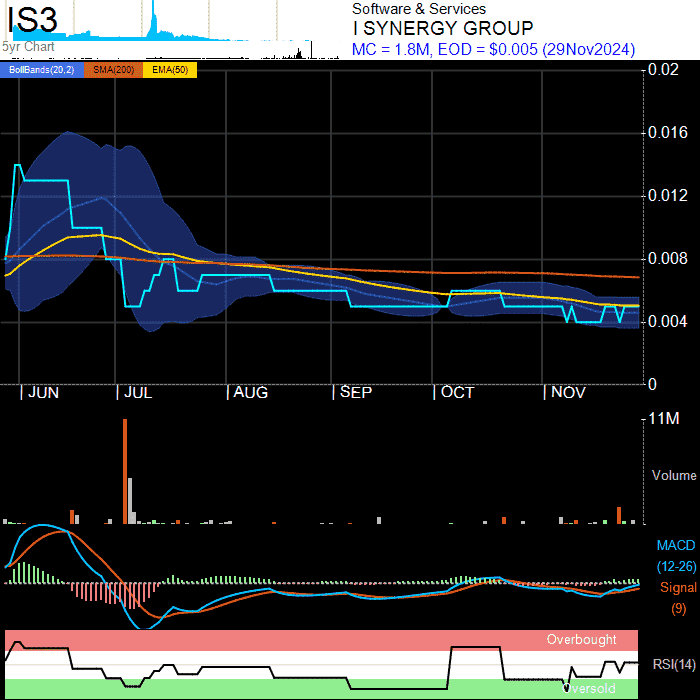 IS3
5yr Chart
Software & Services
I SYNERGY GROUP
MC = 1.8M, EOD = $0.005 (29Nov2024)
BollBands(20,2) SMA(200) EMA(50)
0.02
0.016
0.012
0.008
0.004
0
JUN JUL AUG SEP OCT NOV
11M
Volume
MACD
(12-26)
Signal
(9)
Overbought
RSI(14)
Oversold